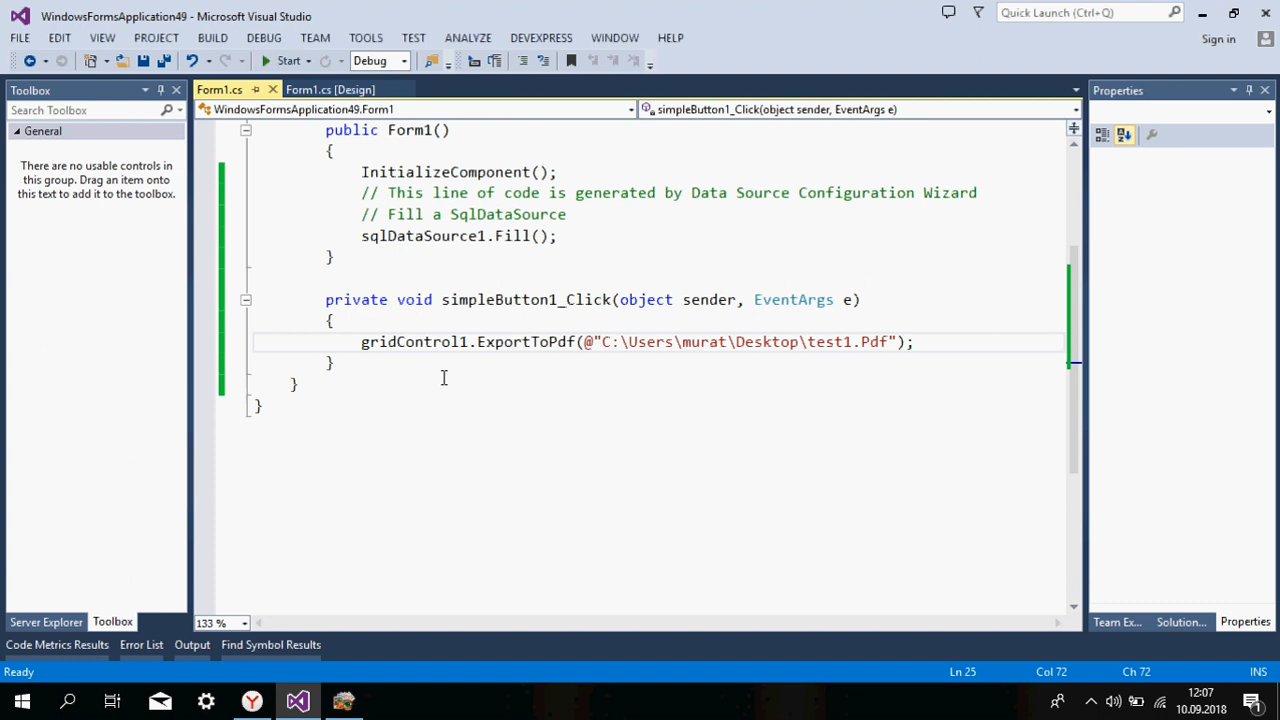 WindowsFormsApplication49 - Microsoft Visual Studio
Quick Launch (Ctrl+Q)
FILE EDIT VIEW PROJECT BUILD DEBUG TEAM TOOLS TEST ANALYZE DEVEXPRESS WINDOW HELP
Sign in
Start Debug
Toolbox
Search Toolbox
General
There are no usable controls in
this group. Drag an item onto
this text to add it to the toolbox.
Form1.cs Form1.cs [Design]
WindowsFormsApplication49.Form1 simpleButton1_Click(object sender, EventArgs e)
public Form1()
{
InitializeComponent();
// This line of code is generated by Data Source Configuration Wizard
// Fill a SqlDataSource
sqlDataSource1.Fill();
}
private void simpleButton1_Click(object sender, EventArgs e)
{
gridControl1.ExportToPdf(@"C:\Users\murat\Desktop\test1.Pdf");
}
}
}
133 %
Properties
Server Explorer Toolbox
Team Ex... Solution... Properties
Code Metrics Results Error List Output Find Symbol Results
Ready Ln 25 Col 72 Ch 72 INS
12:07
10.09.2018
1